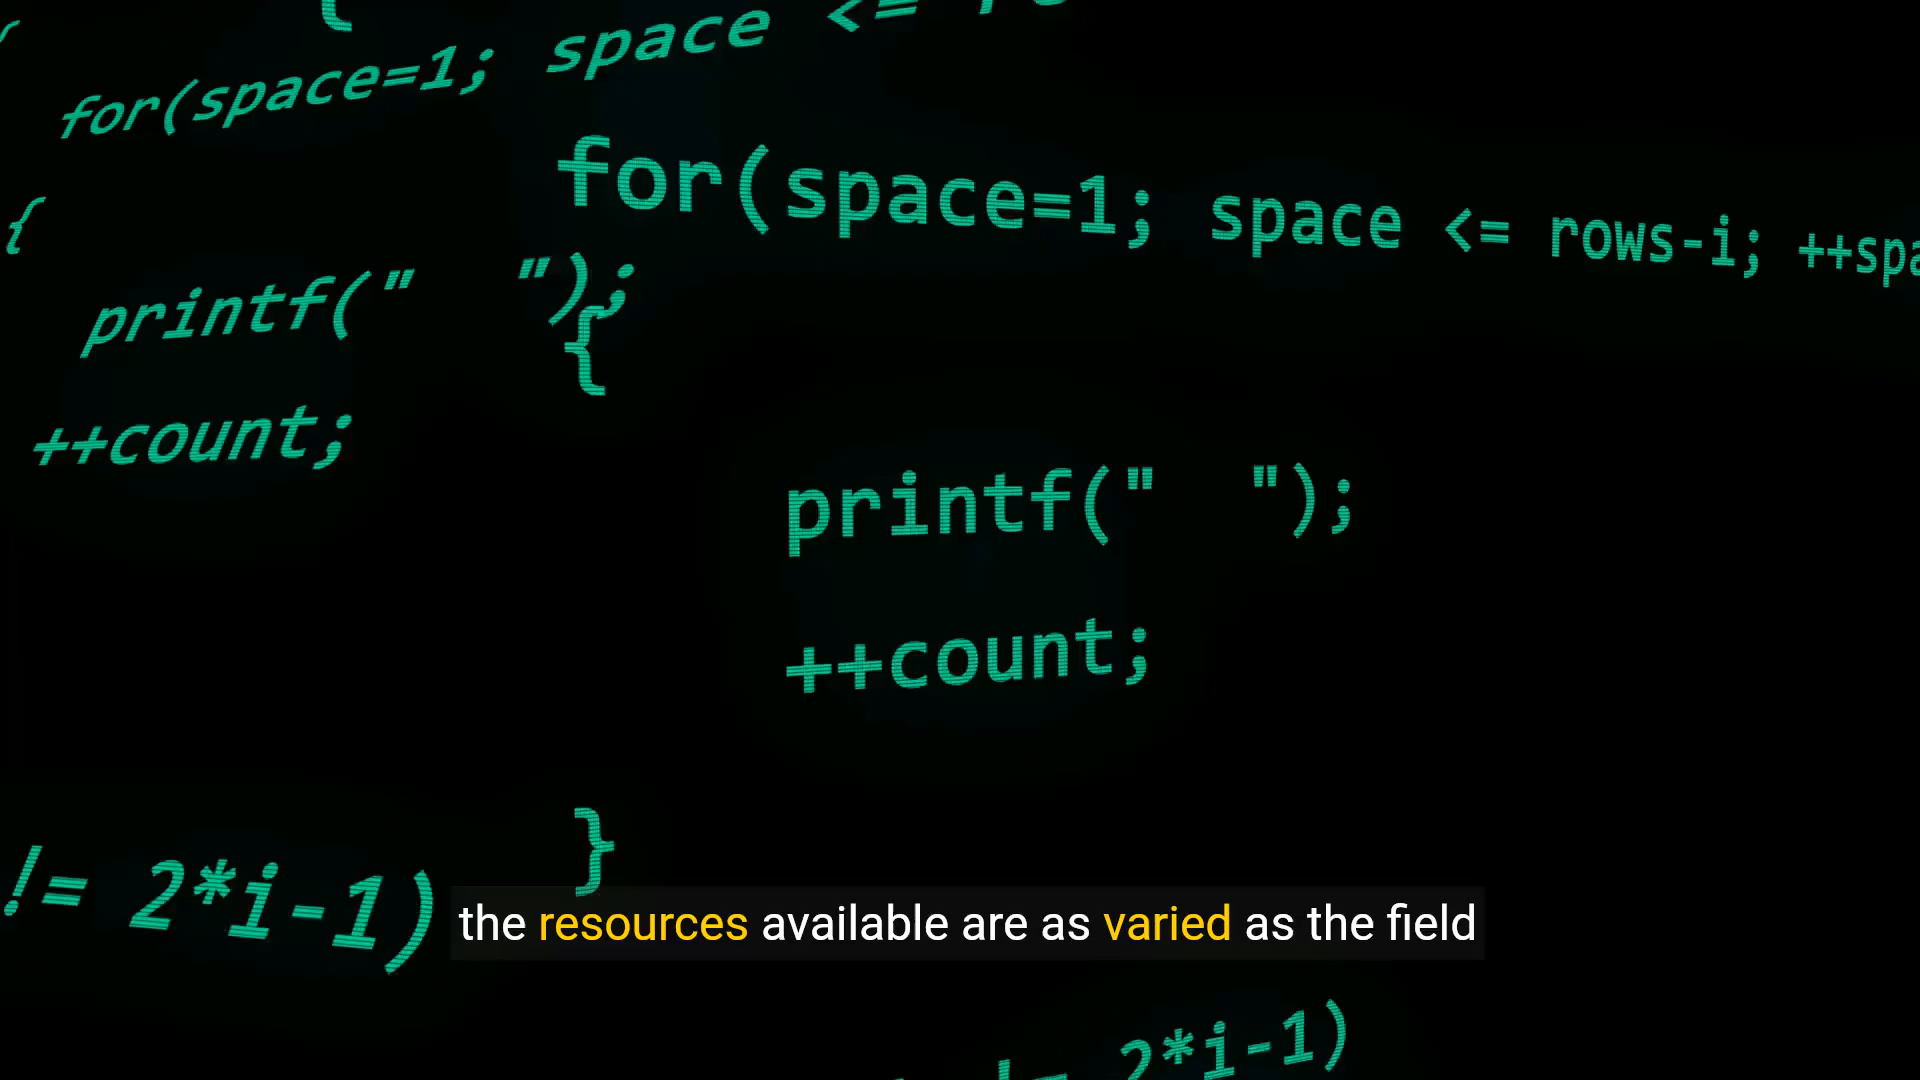 {
for(space=1; space <=
for(space=1; space <= rows-i; ++spa
{
printf("  ");
{
++count;
printf("  ");
++count;
}
!= 2*i-1)
the resources available are as varied as the field
2*i-1)